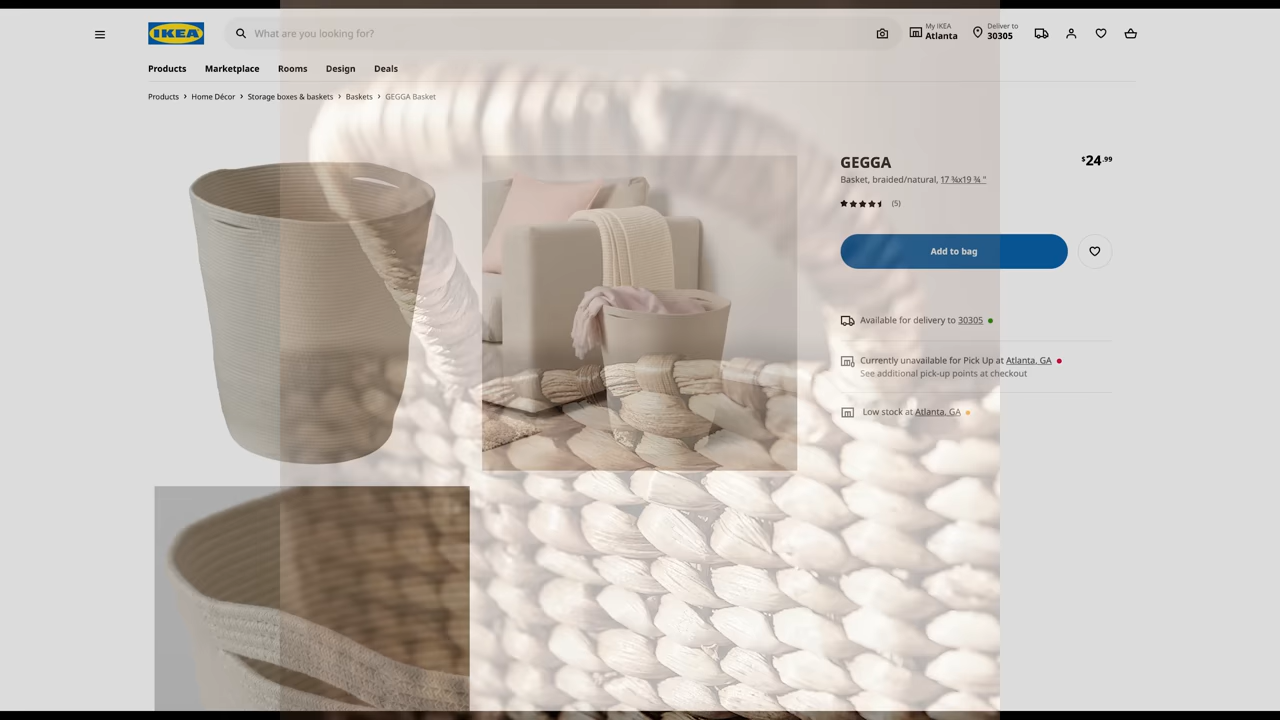 IKEA
What are you looking for?
My IKEA
Atlanta
Deliver to
30305
Products
Marketplace
Rooms
Design
Deals
Products > Home Décor > Storage boxes & baskets > Baskets > GEGGA Basket
GEGGA
$24.99
Basket, braided/natural, 17 ¾x19 ¾ "
(5)
Add to bag
Available for delivery to 30305
Currently unavailable for Pick Up at Atlanta, GA
See additional pick-up points at checkout
Low stock at Atlanta, GA